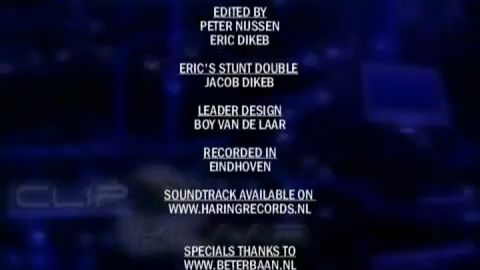 EDITED BY
PETER NIJSSEN
ERIC DIKEB
ERIC'S STUNT DOUBLE
JACOB DIKEB
LEADER DESIGN
BOY VAN DE LAAR
RECORDED IN
EINDHOVEN
SOUNDTRACK AVAILABLE ON
WWW.HARINGRECORDS.NL
CLIP
SPECIALS THANKS TO
WWW.BETERBAAN.NL